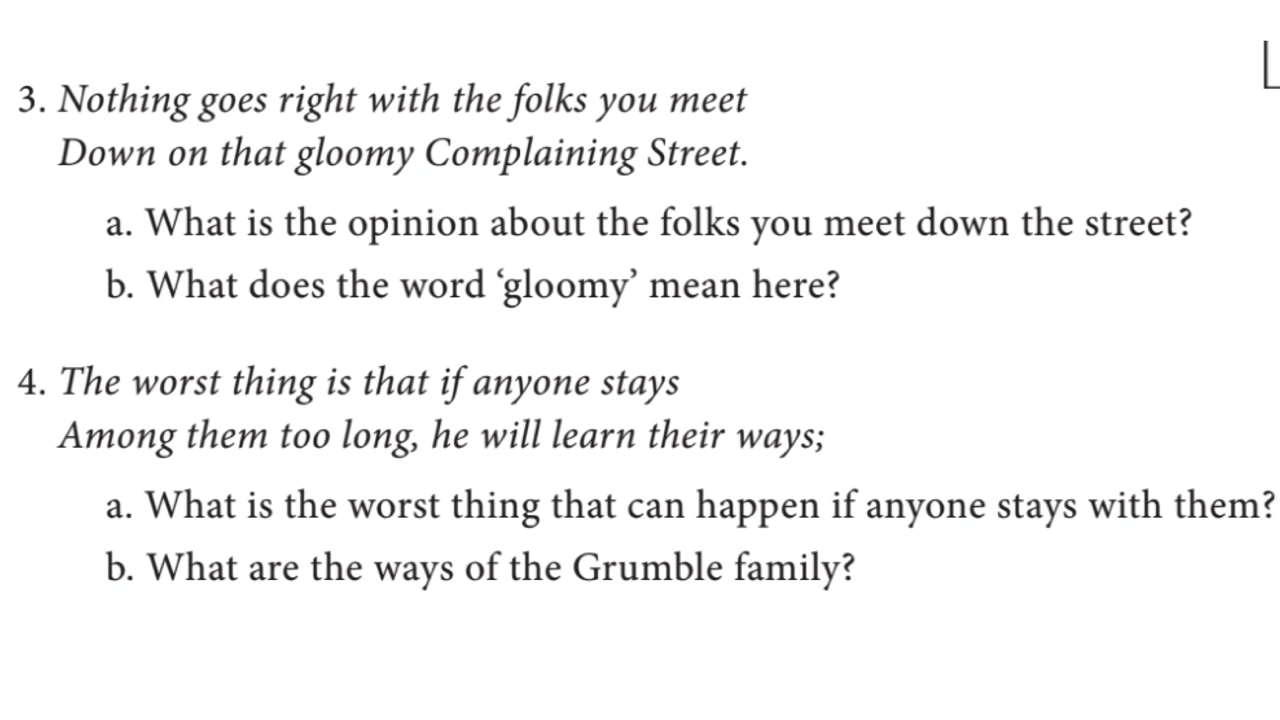 3. Nothing goes right with the folks you meet
Down on that gloomy Complaining Street.
a. What is the opinion about the folks you meet down the street?
b. What does the word ‘gloomy’ mean here?
4. The worst thing is that if anyone stays
Among them too long, he will learn their ways;
a. What is the worst thing that can happen if anyone stays with them?
b. What are the ways of the Grumble family?